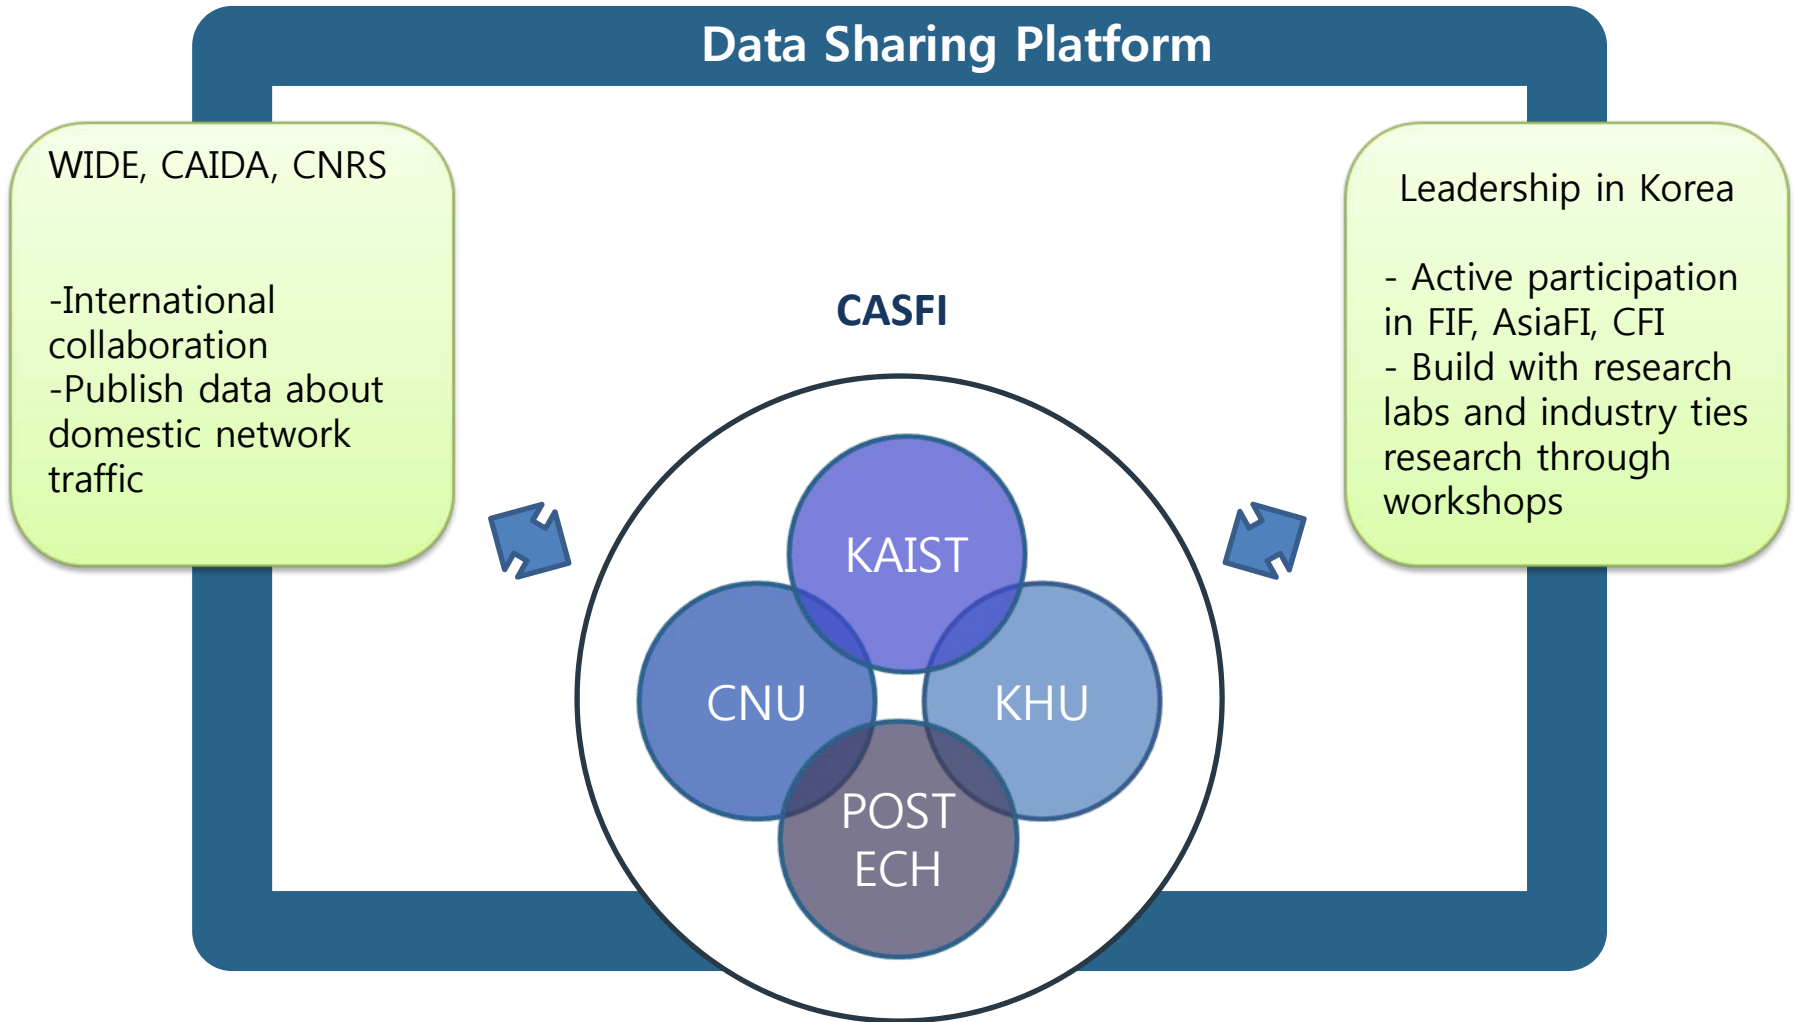 Data Sharing Platform
WIDE, CAIDA, CNRS
-International
collaboration
-Publish data about
domestic network
traffic
Leadership in Korea
- Active participation
in FIF, AsiaFI, CFI
- Build with research
labs and industry ties
research through
workshops
CASFI
KAIST
CNU
KHU
POST
ECH